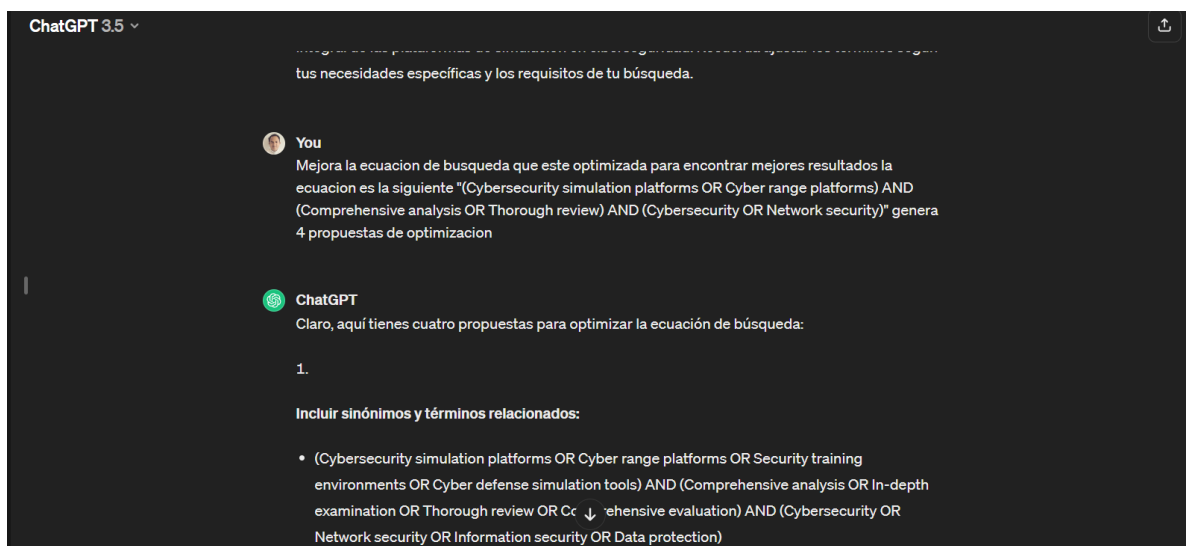 ChatGPT 3.5
tus necesidades específicas y los requisitos de tu búsqueda.
You
Mejora la ecuacion de busqueda que este optimizada para encontrar mejores resultados la
ecuacion es la siguiente "(Cybersecurity simulation platforms OR Cyber range platforms) AND
(Comprehensive analysis OR Thorough review) AND (Cybersecurity OR Network security)" genera
4 propuestas de optimizacion
ChatGPT
Claro, aquí tienes cuatro propuestas para optimizar la ecuación de búsqueda:
1.
Incluir sinónimos y términos relacionados:
• (Cybersecurity simulation platforms OR Cyber range platforms OR Security training
environments OR Cyber defense simulation tools) AND (Comprehensive analysis OR In-depth
examination OR Thorough review OR evaluation) AND (Cybersecurity OR
Network security OR Information security OR Data protection)